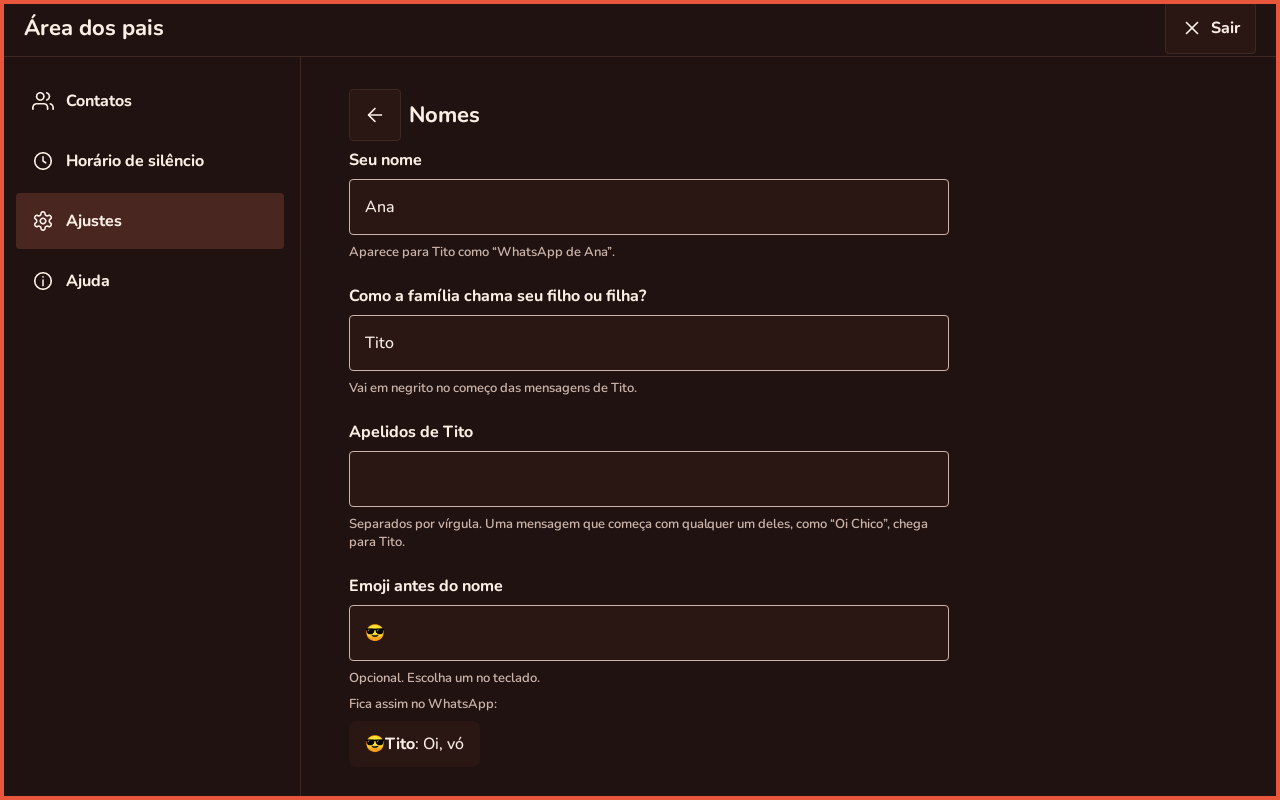 Área dos pais
Sair
Contatos
Horário de silêncio
Ajustes
Ajuda
Nomes
Seu nome
Ana
Aparece para Tito como “WhatsApp de Ana”.
Como a família chama seu filho ou filha?
Tito
Vai em negrito no começo das mensagens de Tito.
Apelidos de Tito
Separados por vírgula. Uma mensagem que começa com qualquer um deles, como “Oi Chico”, chega
para Tito.
Emoji antes do nome
😎
Opcional. Escolha um no teclado.
Fica assim no WhatsApp:
😎Tito: Oi, vó